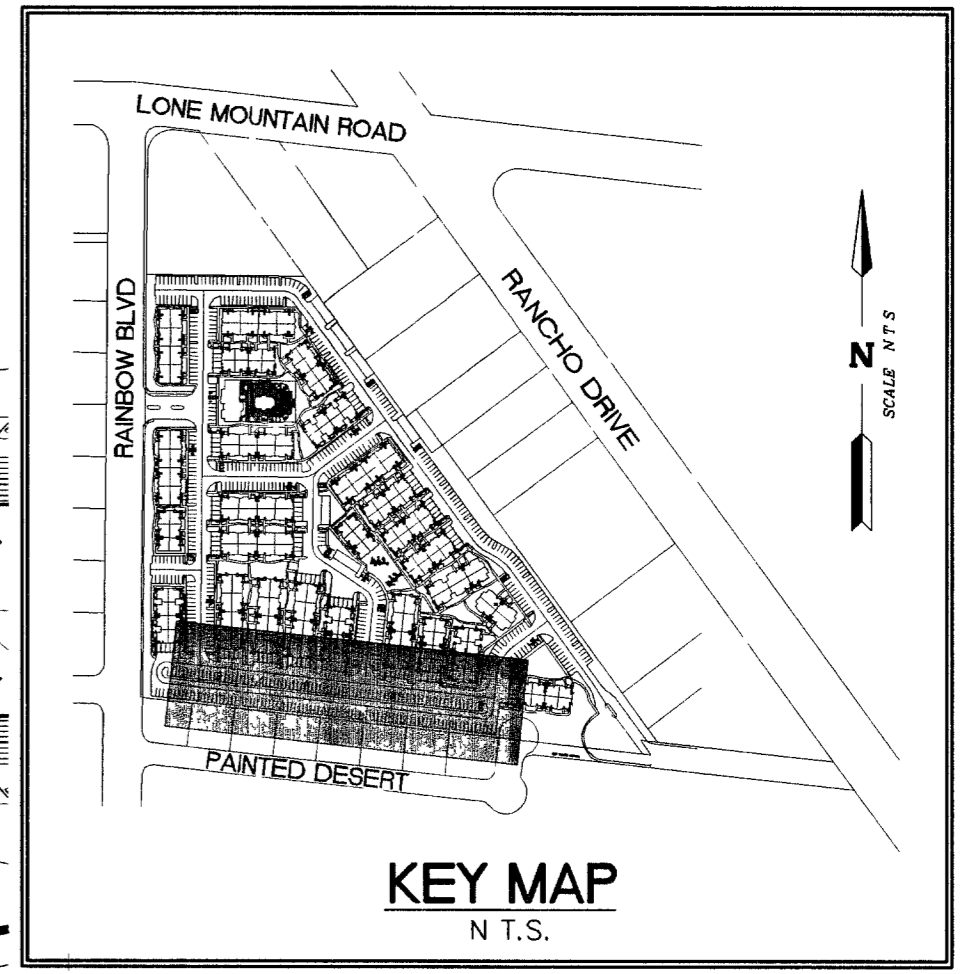 LONE MOUNTAIN ROAD
RANCHO DRIVE
RAINBOW BLVD
N
SCALE NTS
PAINTED DESERT
KEY MAP
N T.S.